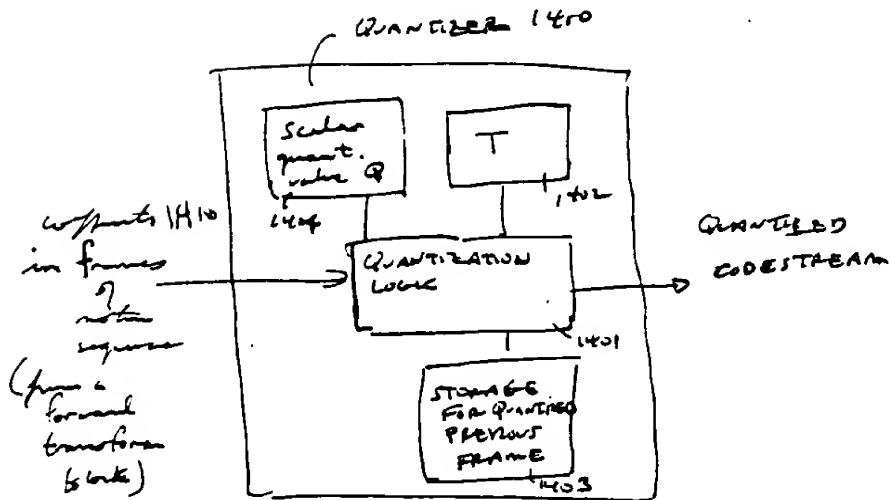 QUANTIZER 1400
Scalar
quant.
value Q
1404
T
1402
coefficients 1410
in frames
of
motion
sequence
(from a
forward
transform
block)
QUANTIZATION
LOGIC
1401
QUANTIZED
CODESTREAM
STORAGE
FOR QUANTIZED
PREVIOUS
FRAME
1403